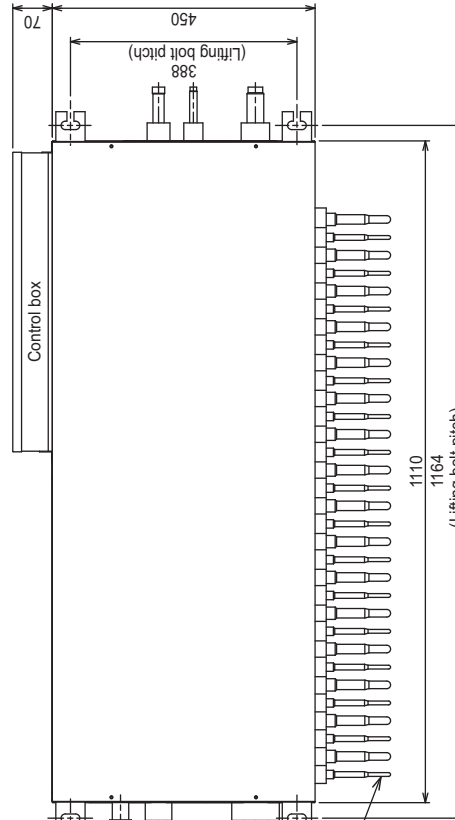 70
450
388
(Lifting bolt pitch)
Control box
1110
1164
(Lifting bolt pitch)